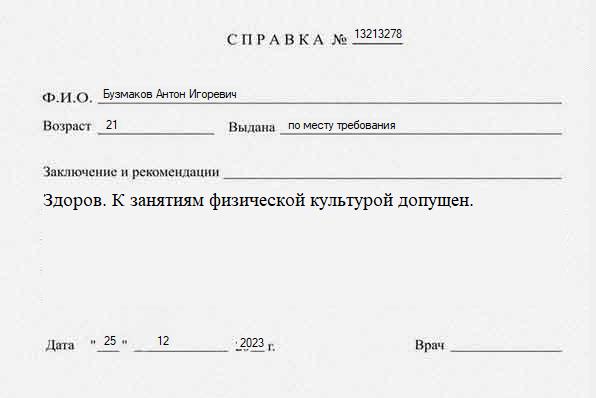 СПРАВКА № 13213278
Ф.И.О. Бузмаков Антон Игоревич
Возраст 21 Выдана по месту требования
Заключение и рекомендации
Здоров. К занятиям физической культурой допущен.
Дата "25" 12 2023 г. Врач